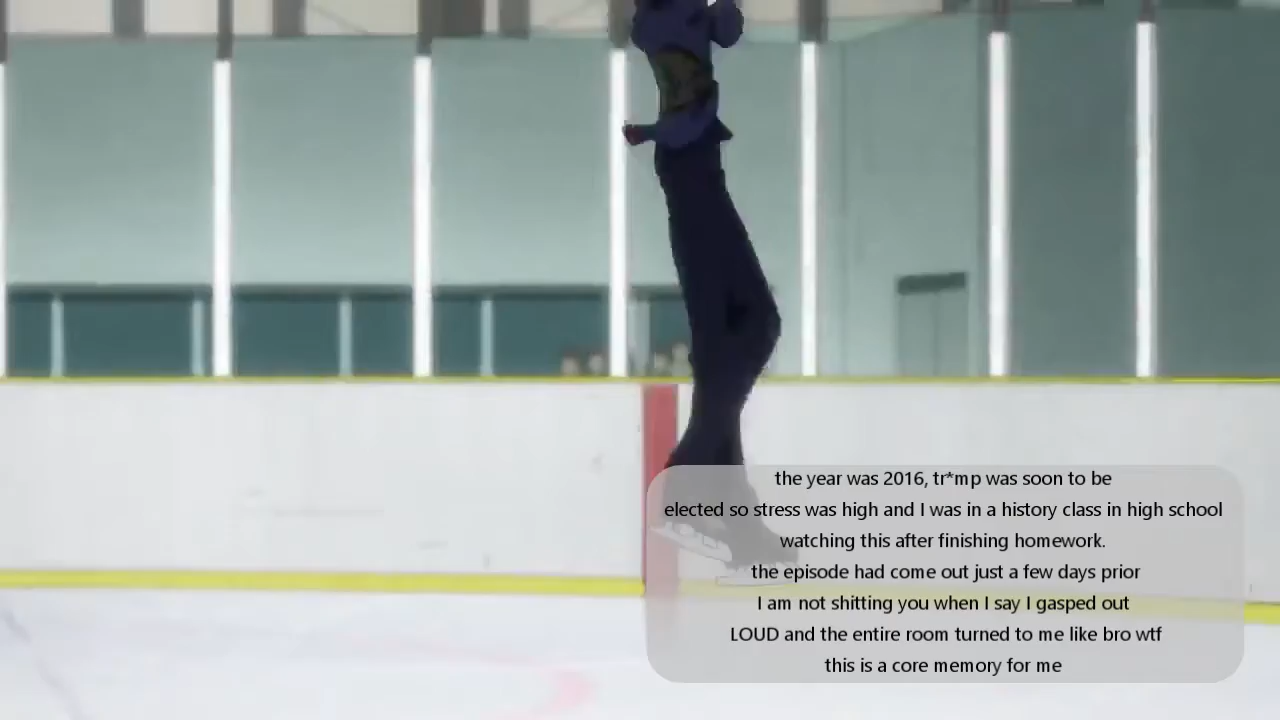 the year was 2016, tr*mp was soon to be
elected so stress was high and I was in a history class in high school
watching this after finishing homework.
the episode had come out just a few days prior
I am not shitting you when I say I gasped out
LOUD and the entire room turned to me like bro wtf
this is a core memory for me